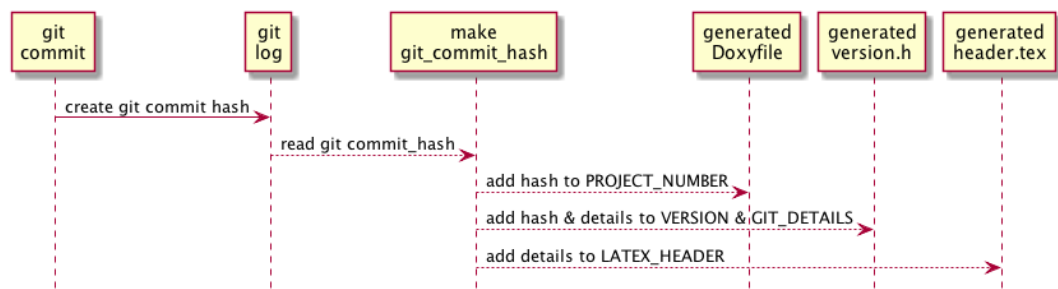 git
commit
git
log
make
git_commit_hash
generated
Doxyfile
generated
version.h
generated
header.tex
create git commit hash
read git commit_hash
add hash to PROJECT_NUMBER
add hash & details to VERSION & GIT_DETAILS
add details to LATEX_HEADER